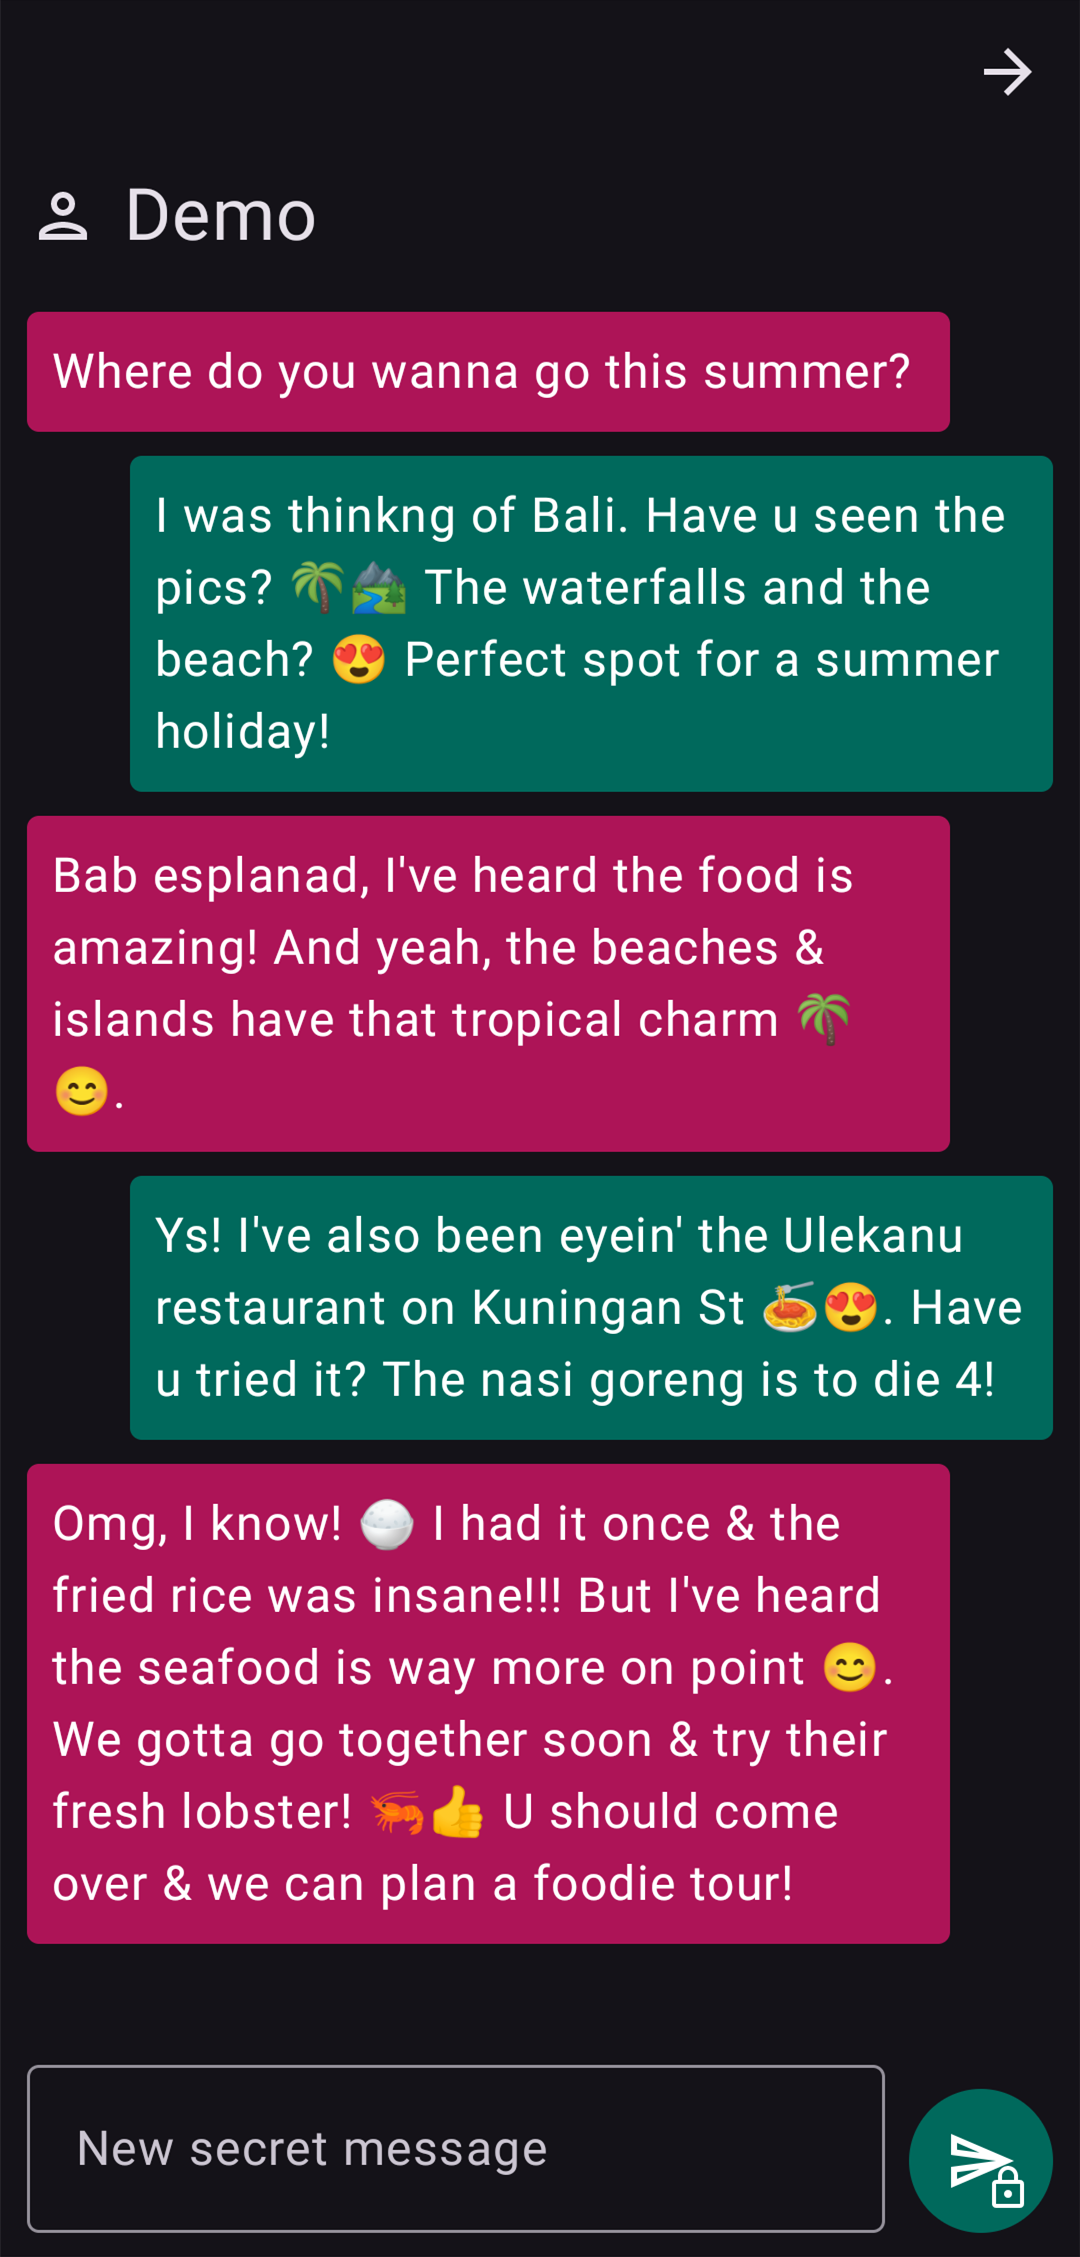 Demo
Where do you wanna go this summer?
I was thinkng of Bali. Have u seen the
pics? 🌴🏞️ The waterfalls and the
beach? 😍 Perfect spot for a summer
holiday!
Bab esplanad, I've heard the food is
amazing! And yeah, the beaches &
islands have that tropical charm 🌴
😊.
Ys! I've also been eyein' the Ulekanu
restaurant on Kuningan St 🍝😍. Have
u tried it? The nasi goreng is to die 4!
Omg, I know! 🍚 I had it once & the
fried rice was insane!!! But I've heard
the seafood is way more on point 😊.
We gotta go together soon & try their
fresh lobster! 🦐👍 U should come
over & we can plan a foodie tour!
New secret message